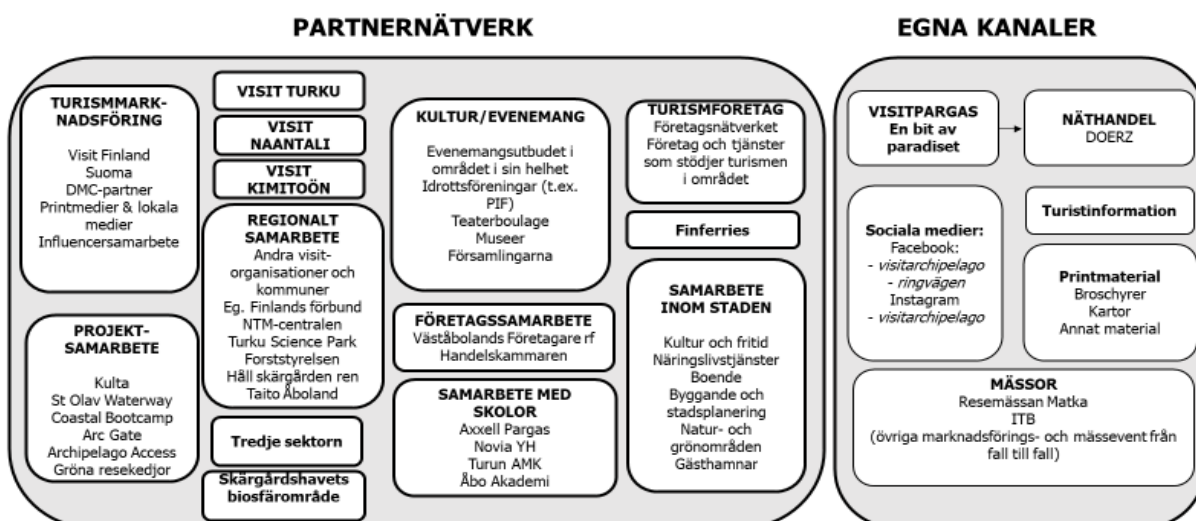 PARTNERNÄTVERK
TURISMMARK-
NADSFÖRING
Visit Finland
Suoma
DMC-partner
Printmedier & lokala
medier
Influencersamarbete
PROJEKT-
SAMARBETE
Kulta
St Olav Waterway
Coastal Bootcamp
Arc Gate
Archipelago Access
Gröna resekedjor
VISIT TURKU
VISIT
NAANTALI
VISIT
KIMITOÖN
REGIONALT
SAMARBETE
Andra visit-
organisationer och
kommuner
Eg. Finlands förbund
NTM-centralen
Turku Science Park
Forststyrelsen
Håll skärgården ren
Taito Åboland
Tredje sektorn
Skärgårdshavets
biosfärområde
KULTUR/EVENEMANG
Evenemangsutbudet i
området i sin helhet
Idrottsföreningar (t.ex.
PIF)
Teaterboulage
Museer
Församlingarna
FÖRETAGSSAMARBETE
Väståbolands Företagare rf
Handelskammaren
SAMARBETE MED
SKOLOR
Axxell Pargas
Novia YH
Turun AMK
Åbo Akademi
TURISMFÖRETAG
Företagsnätverket
Företag och tjänster
som stödjer turismen
i området
Finferries
SAMARBETE
INOM STADEN
Kultur och fritid
Näringslivstjänster
Boende
Byggande och
stadsplanering
Natur- och
grönområden
Gästhamnar
EGNA KANALER
VISITPARGAS
En bit av
paradiset
NÄTHANDEL
DOERZ
Sociala medier:
Facebook:
- visitarchipelago
- ringvägen
Instagram
- visitarchipelago
Turistinformation
Printmaterial
Broschyrer
Kartor
Annat material
MÄSSOR
Resemässan Matka
ITB
(övriga marknadsförings- och mässevent från
fall till fall)